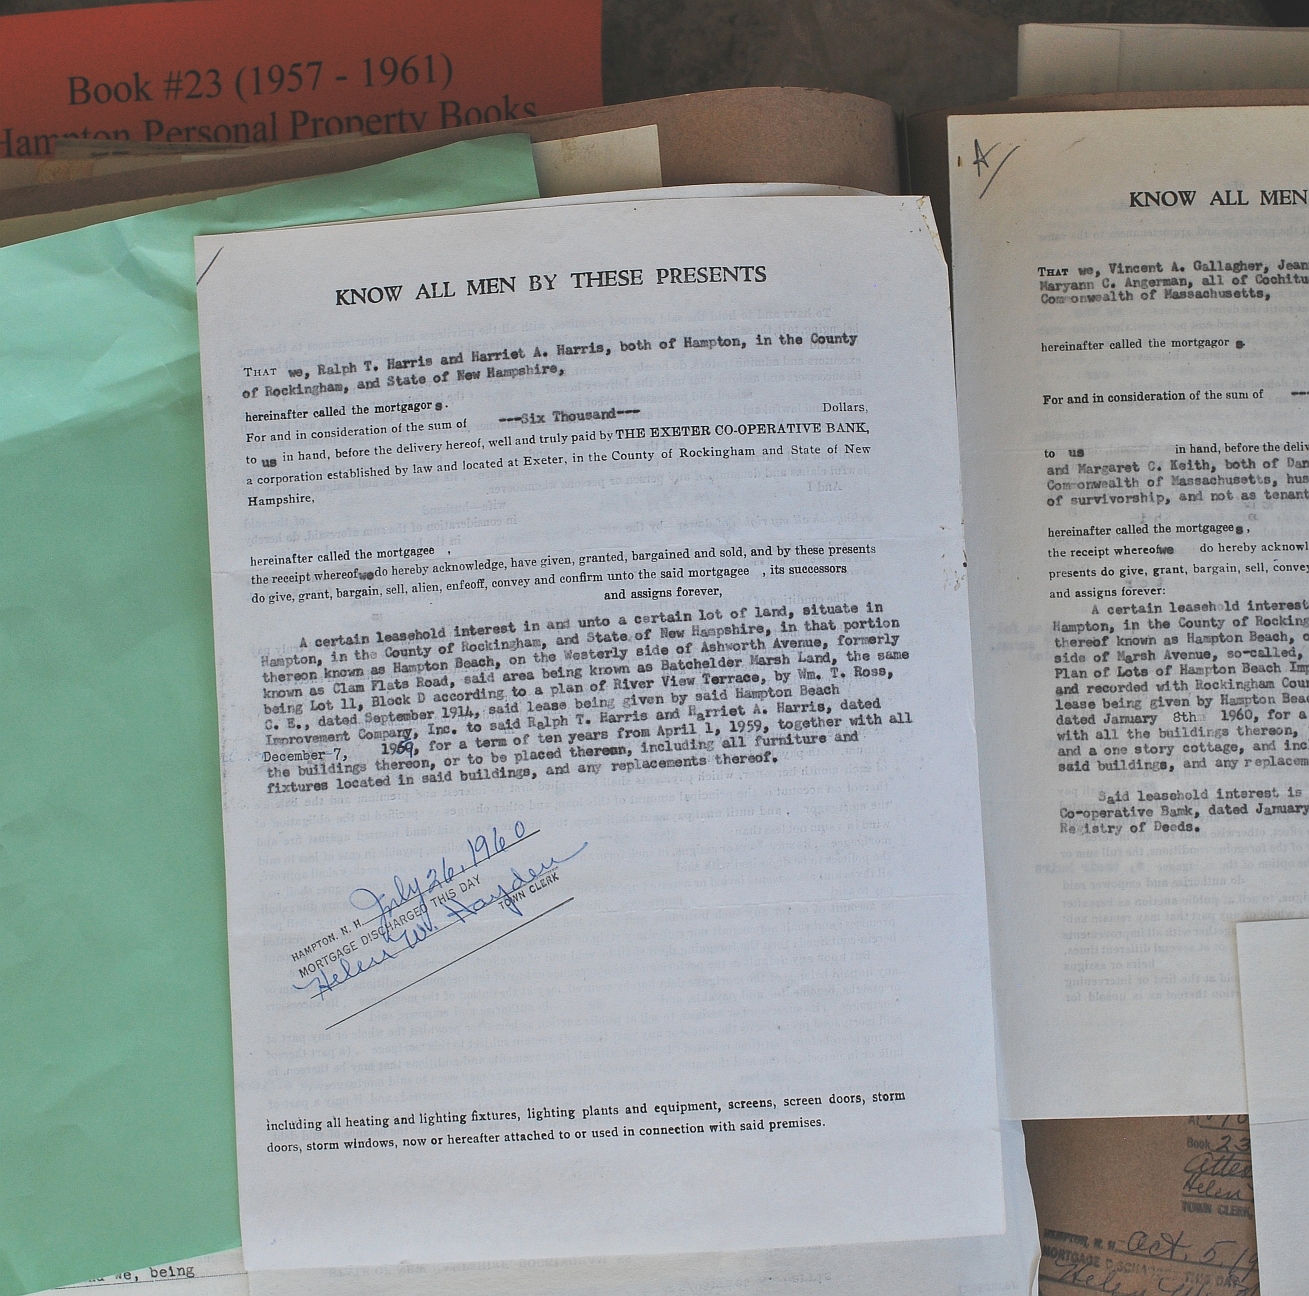 Book #23 (1957 - 1961)
Hampton Personal Property Books
KNOW ALL MEN BY THESE PRESENTS
THAT we, Ralph T. Harris and Harriet A. Harris, both of Hampton, in the County
of Rockingham, and State of New Hampshire,
hereinafter called the mortgagor s.
For and in consideration of the sum of ---Six Thousand--- Dollars,
to us in hand, before the delivery hereof, well and truly paid by THE EXETER CO-OPERATIVE BANK,
a corporation established by law and located at Exeter, in the County of Rockingham and State of New
Hampshire,
hereinafter called the mortgagee ,
the receipt whereof we do hereby acknowledge, have given, granted, bargained and sold, and by these presents
do give, grant, bargain, sell, alien, enfeoff, convey and confirm unto the said mortgagee , its successors
and assigns forever,
A certain leasehold interest in and unto a certain lot of land, situate in
Hampton, in the County of Rockingham, and State of New Hampshire, in that portion
thereon known as Hampton Beach, on the Westerly side of Ashworth Avenue, formerly
known as Clam Flats Road, said area being known as Batchelder Marsh Land, the same
being Lot 11, Block D according to a plan of River View Terrace, by Wm. T. Ross,
C. E., dated September 1914, said lease being given by said Hampton Beach
Improvement Company, Inc. to said Ralph T. Harris and Harriet A. Harris, dated
December 7, , for a term of ten years from April 1, 1959, together with all
the buildings thereon, or to be placed thereon, including all furniture and
fixtures located in said buildings, and any replacements thereof.
HAMPTON, N. H. July 26, 1960
MORTGAGE DISCHARGED THIS DAY
Helen W. Hayden TOWN CLERK
including all heating and lighting fixtures, lighting plants and equipment, screens, screen doors, storm
doors, storm windows, now or hereafter attached to or used in connection with said premises.
we, being
A
KNOW ALL MEN
THAT we, Vincent A. Gallagher, Jean
Maryann C. Angerman, all of Cochitu
Commonwealth of Massachusetts,
hereinafter called the mortgagor s.
For and in consideration of the sum of
to us in hand, before the deliv
and Margaret C. Keith, both of Dan
Commonwealth of Massachusetts, hus
of survivorship, and not as tenant
hereinafter called the mortgagee s,
the receipt whereof we do hereby acknowl
presents do give, grant, bargain, sell, convey
and assigns forever:
A certain leasehold interest
Hampton, in the County of Rocking
thereof known as Hampton Beach, o
side of Marsh Avenue, so-called,
Plan of Lots of Hampton Beach Imp
and recorded with Rockingham Coun
lease being given by Hampton Beac
dated January 8th 1960, for a
with all the buildings thereon,
and a one story cottage, and inc
said buildings, and any replacem
Said leasehold interest is
Co-operative Bank, dated January
Registry of Deeds.
Book 23
Attes
Helen
TOWN CLERK
HAMPTON, N. H. Oct. 5, 19
MORTGAGE DISCHARGED THIS DAY
Helen W.